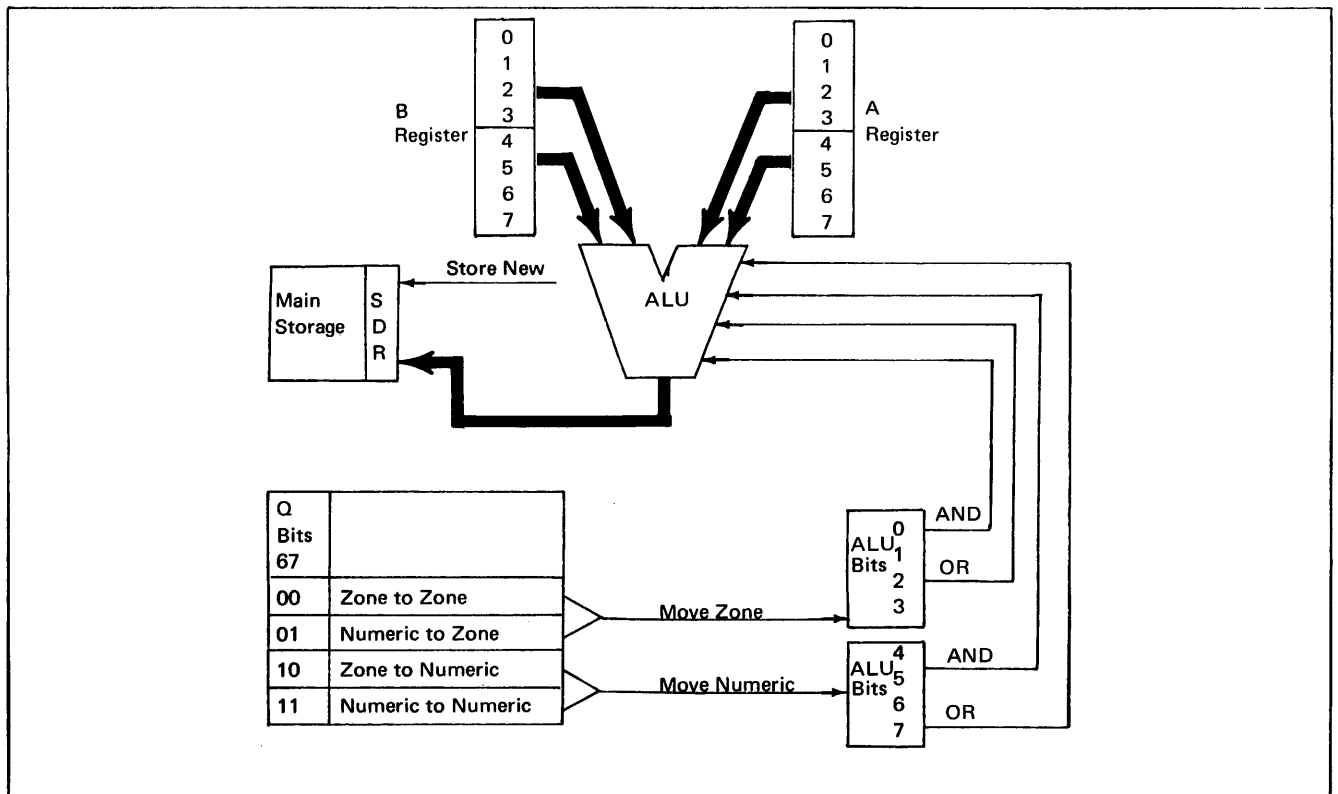 B
Register
0
1
2
3
4
5
6
7
0
1
2
3
4
5
6
7
A
Register
Store New
Main
Storage
S
D
R
ALU
Q
Bits
67
00 Zone to Zone
01 Numeric to Zone
10 Zone to Numeric
11 Numeric to Numeric
Move Zone
Move Numeric
ALU
Bits
0
1
2
3
AND
OR
ALU
Bits
4
5
6
7
AND
OR